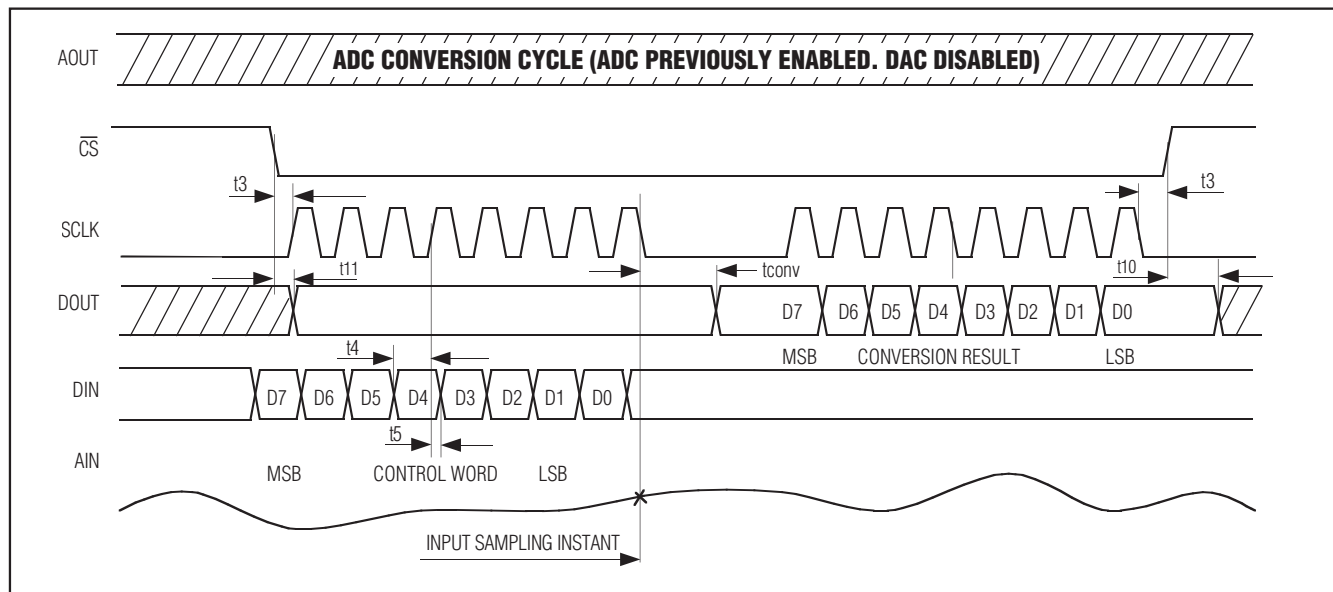 AOUT
ADC CONVERSION CYCLE (ADC PREVIOUSLY ENABLED. DAC DISABLED)
CS
t3
t3
SCLK
t11
tconv
t10
DOUT
D7 D6 D5 D4 D3 D2 D1 D0
MSB CONVERSION RESULT LSB
t4
DIN
D7 D6 D5 D4 D3 D2 D1 D0
t5
AIN
MSB CONTROL WORD LSB
INPUT SAMPLING INSTANT